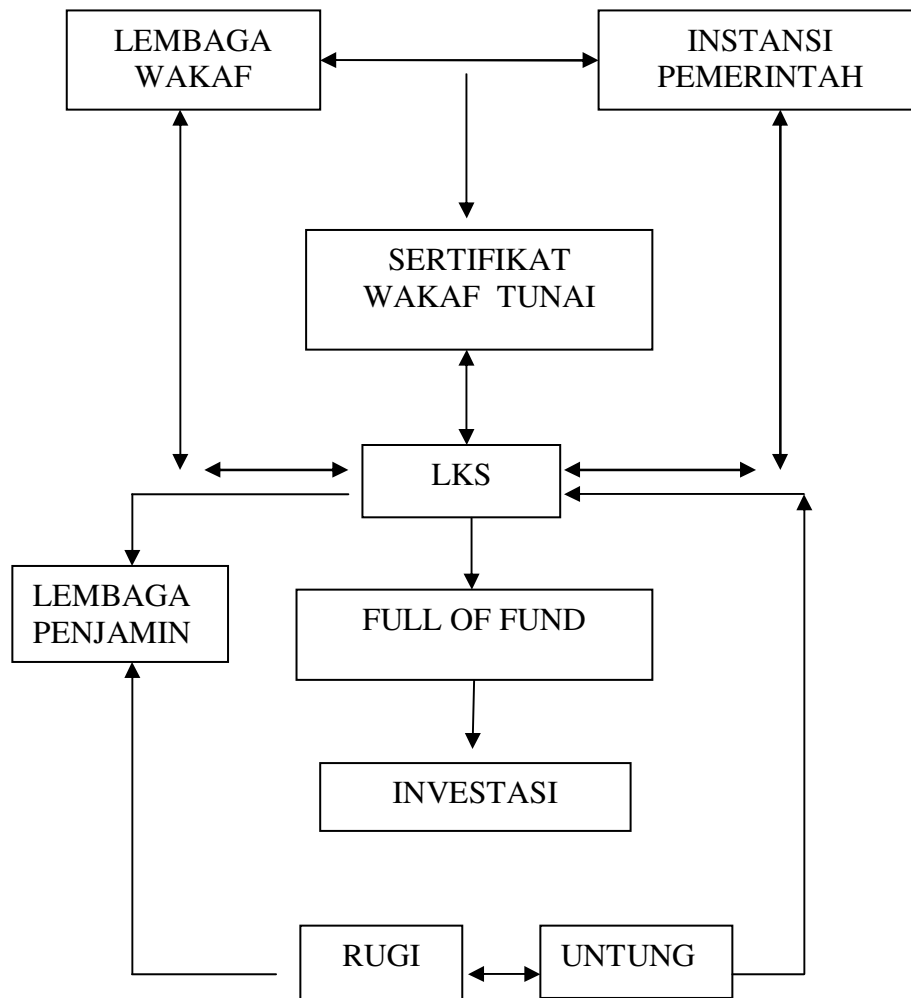 LEMBAGA
WAKAF
INSTANSI
PEMERINTAH
SERTIFIKAT
WAKAF TUNAI
LKS
LEMBAGA
PENJAMIN
FULL OF FUND
INVESTASI
RUGI
UNTUNG